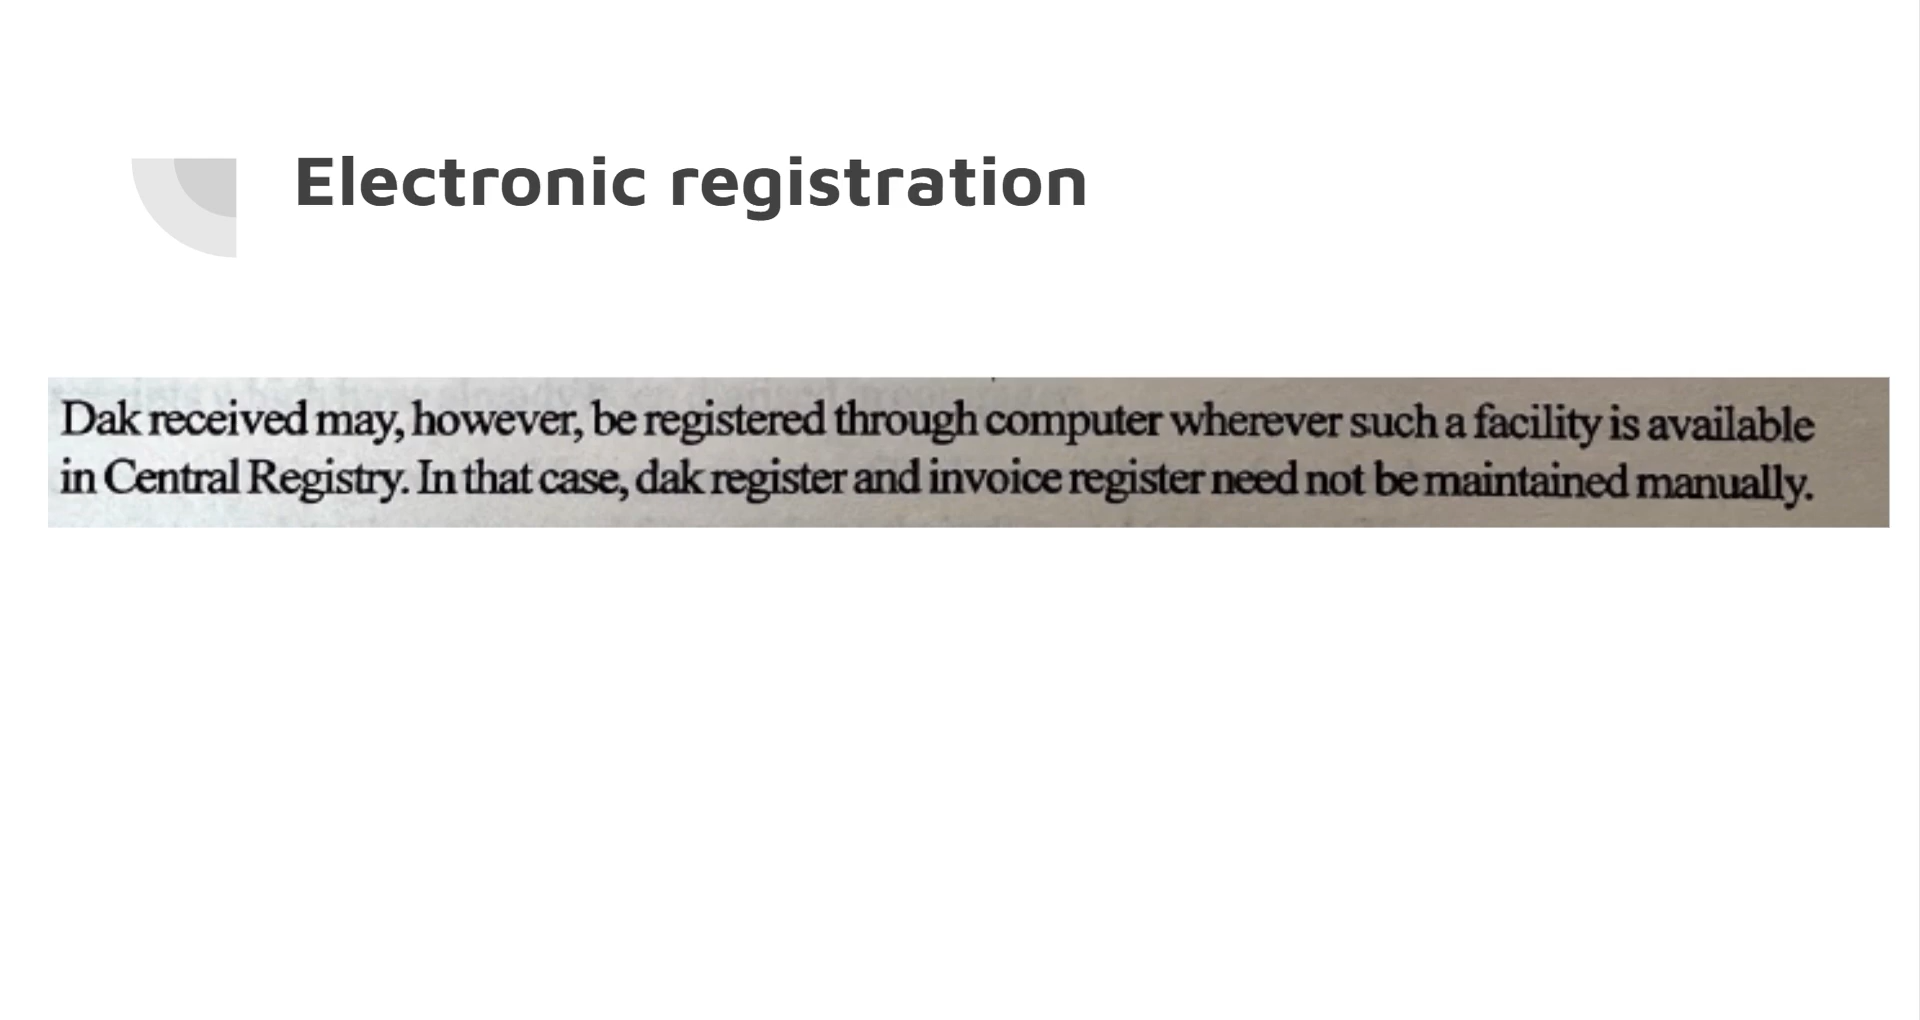 Electronic registration
Dak received may, however, be registered through computer wherever such a facility is available
in Central Registry. In that case, dak register and invoice register need not be maintained manually.